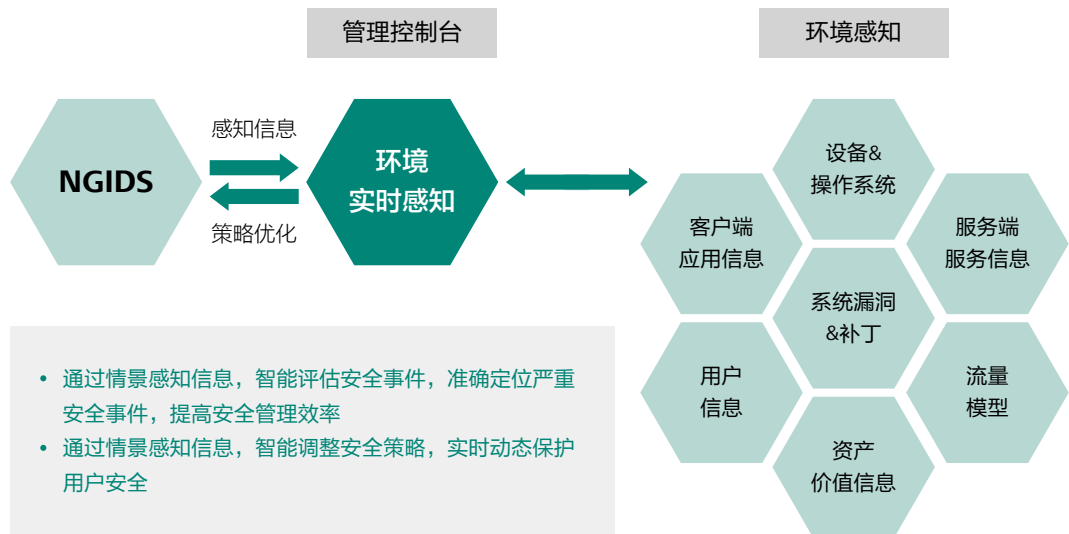 管理控制台
环境感知
NGIDS
感知信息
策略优化
环境
实时感知
设备&
操作系统
客户端
应用信息
服务端
服务信息
系统漏洞
&补丁
用户
信息
流量
模型
资产
价值信息
• 通过情景感知信息，智能评估安全事件，准确定位严重
安全事件，提高安全管理效率
• 通过情景感知信息，智能调整安全策略，实时动态保护
用户安全